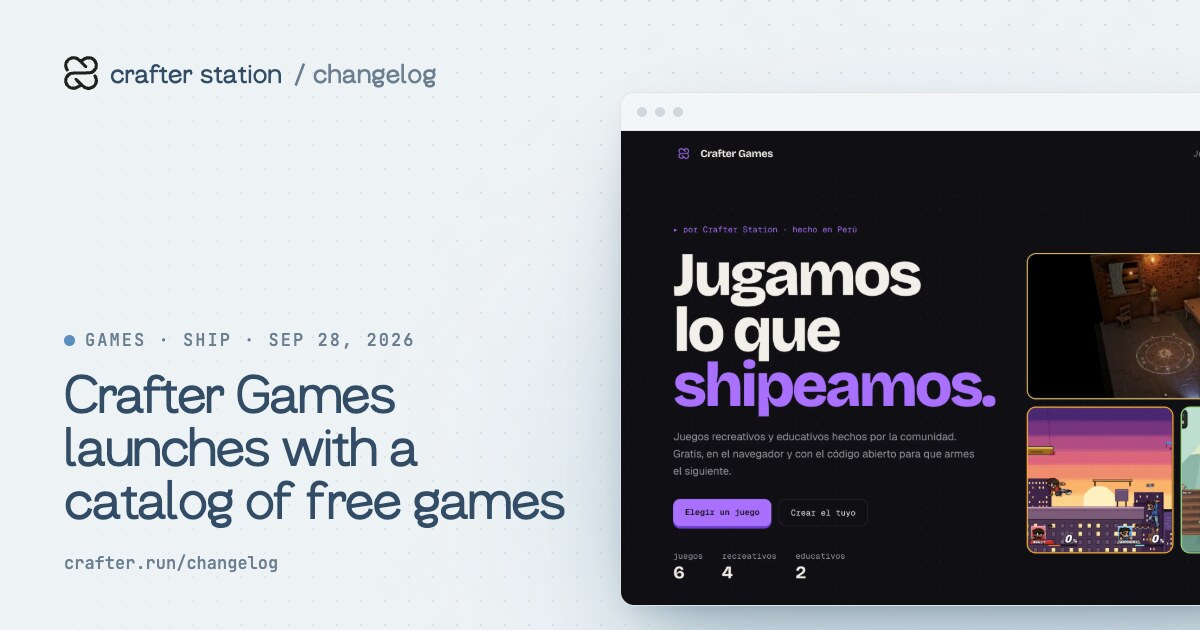 crafter station / changelog
GAMES · SHIP · SEP 28, 2026
Crafter Games
launches with a
catalog of free games
crafter.run/changelog
Crafter Games
▸ por Crafter Station · hecho en Perú
Jugamos
lo que
shipeamos.
Juegos recreativos y educativos hechos por la comunidad.
Gratis, en el navegador y con el código abierto para que armes
el siguiente.
Elegir un juego
Crear el tuyo
juegos recreativos educativos
6 4 2
0% 0%